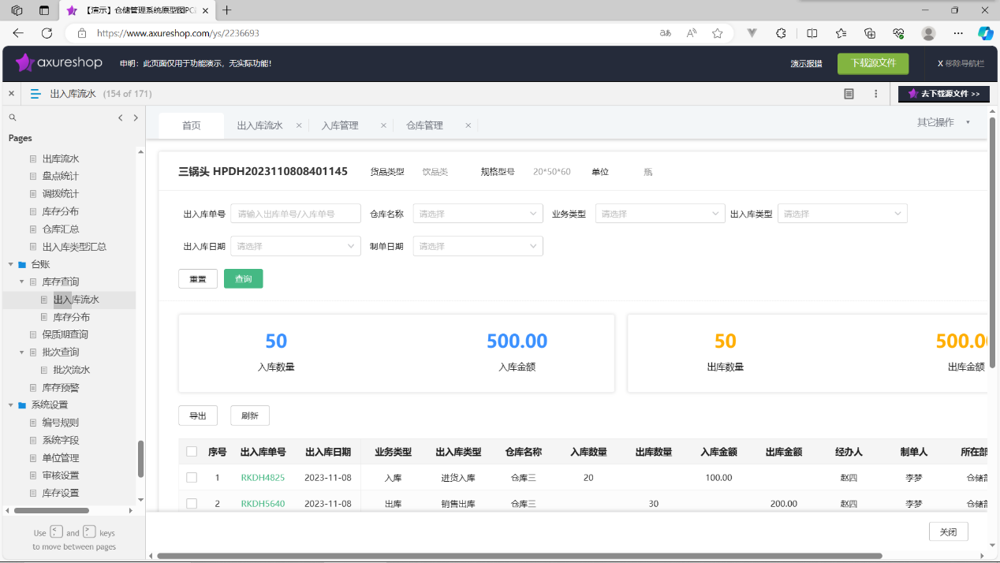 【演示】仓储管理系统原型图PC
https://www.axureshop.com/ys/2236693
axureshop 申明：此页面仅用于功能演示，无实际功能！ 演示报错 下载源文件 X 移除导航栏
出入库流水 (154 of 171) 去下载源文件 >>
Pages
出库流水
盘点统计
调拨统计
库存分布
仓库汇总
出入库类型汇总
台账
库存查询
出入库流水
库存分布
保质期查询
批次查询
批次流水
库存预警
系统设置
编号规则
系统字段
单位管理
审核设置
库存设置
Use < and > keys
to move between pages
首页 出入库流水 入库管理 仓库管理 其它操作
三锅头 HPDH2023110808401145 货品类型 饮品类 规格型号 20*50*60 单位 瓶
出入库单号 请输入出库单号/入库单号 仓库名称 请选择 业务类型 请选择 出入库类型 请选择
出入库日期 请选择 制单日期 请选择
重置 查询
50 500.00 50 500.0
入库数量 入库金额 出库数量 出库金额
导出 刷新
序号 出入库单号 出入库日期 业务类型 出入库类型 仓库名称 入库数量 出库数量 入库金额 出库金额 经办人 制单人 所在部
1 RKDH4825 2023-11-08 入库 进货入库 仓库三 20 100.00 赵四 李梦 仓储部
2 RKDH5640 2023-11-08 出库 销售出库 仓库三 30 200.00 赵四 李梦 仓储部
关闭